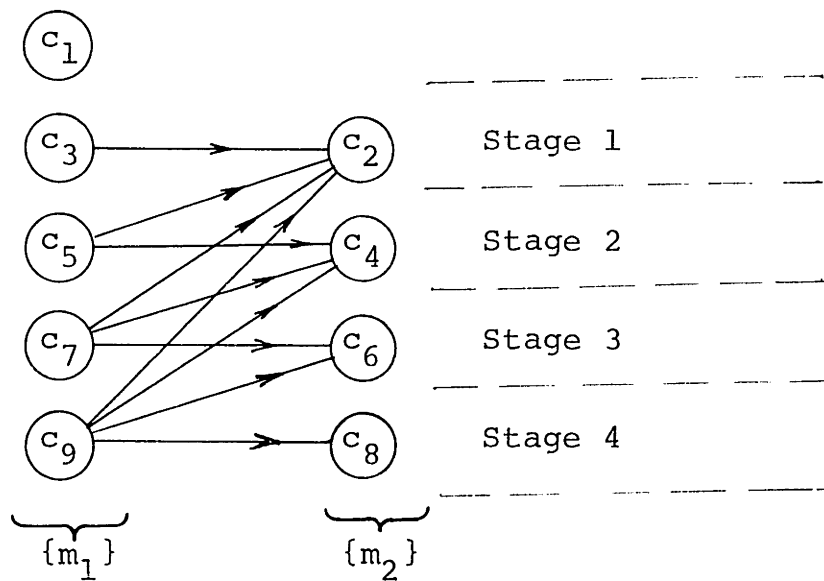 c1
c3 c2 Stage 1
c5 c4 Stage 2
c7 c6 Stage 3
c9 c8 Stage 4
{m1} {m2}